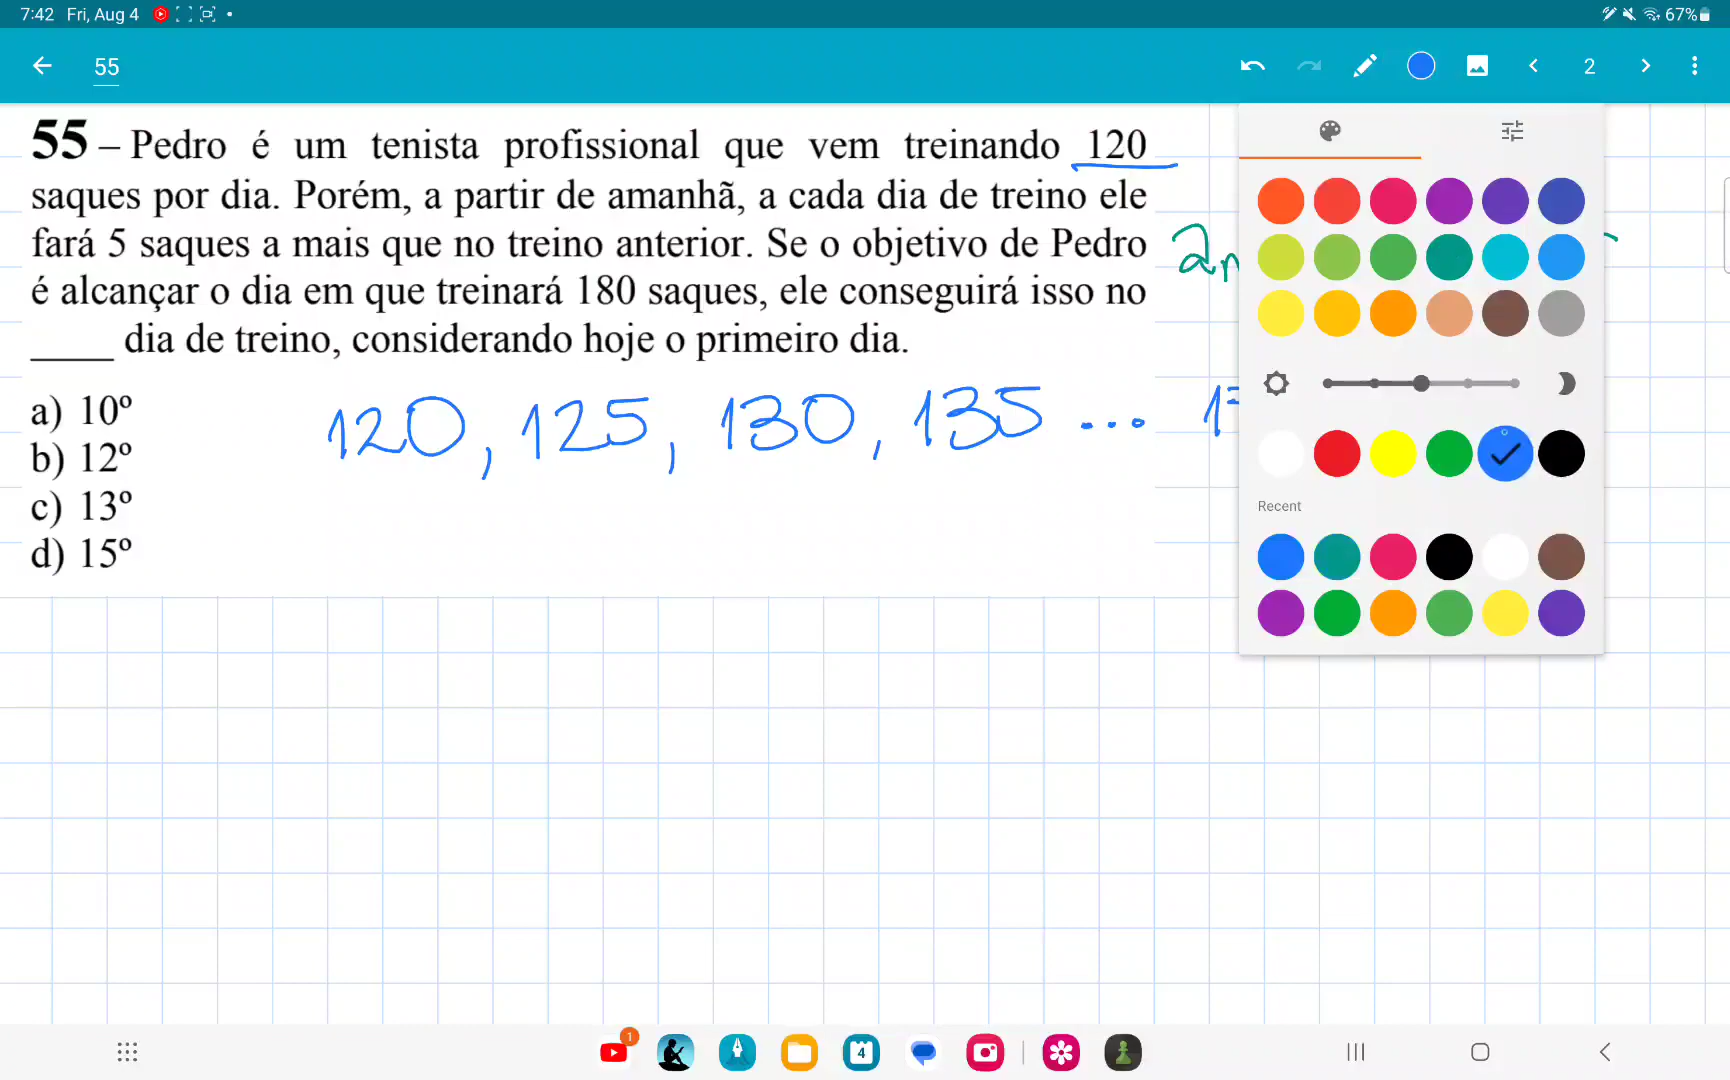 7:42 Fri, Aug 4
67%
55
2
55 – Pedro é um tenista profissional que vem treinando 120
saques por dia. Porém, a partir de amanhã, a cada dia de treino ele
fará 5 saques a mais que no treino anterior. Se o objetivo de Pedro
é alcançar o dia em que treinará 180 saques, ele conseguirá isso no
____ dia de treino, considerando hoje o primeiro dia.
a) 10º
b) 12º
c) 13º
d) 15º
120, 125, 130, 135 ...
Recent
1
4